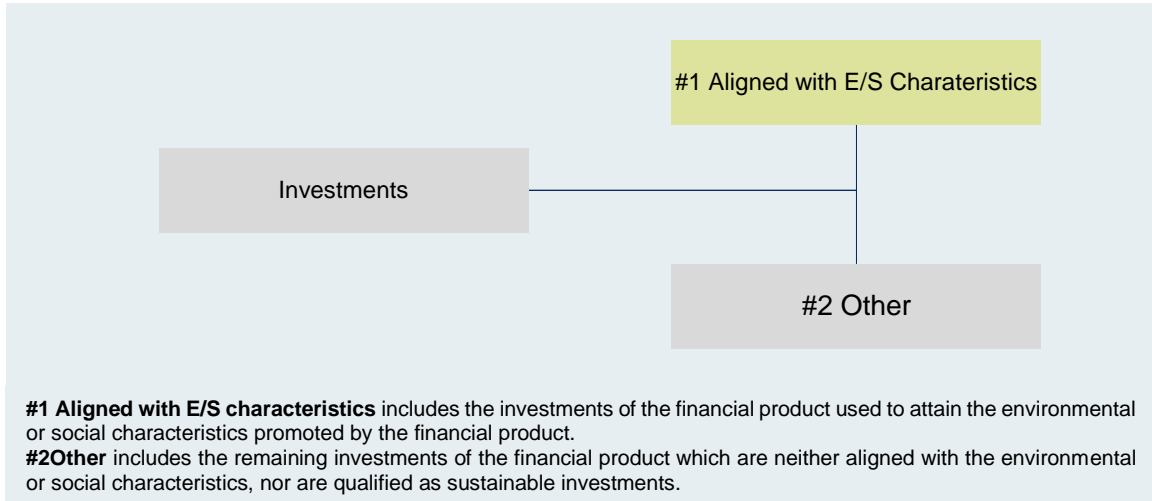 #1 Aligned with E/S Charateristics
Investments
#2 Other
#1 Aligned with E/S characteristics includes the investments of the financial product used to attain the environmental
or social characteristics promoted by the financial product.
#2Other includes the remaining investments of the financial product which are neither aligned with the environmental
or social characteristics, nor are qualified as sustainable investments.